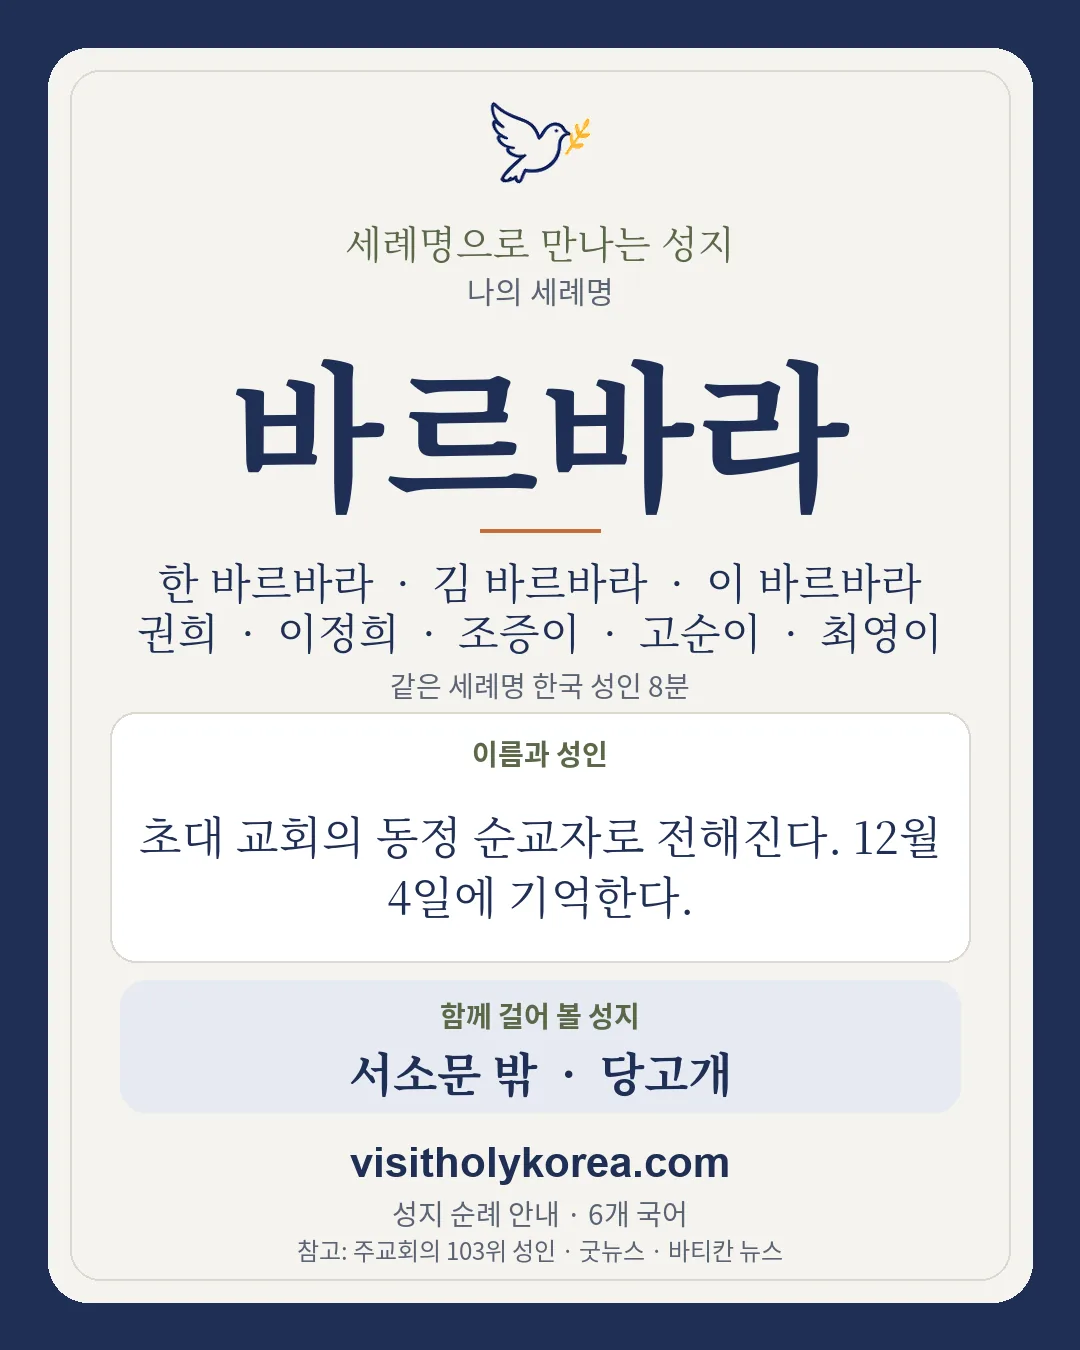 세례명으로 만나는 성지
나의 세례명
바르바라
한 바르바라 · 김 바르바라 · 이 바르바라
권희 · 이정희 · 조증이 · 고순이 · 최영이
같은 세례명 한국 성인 8분
이름과 성인
초대 교회의 동정 순교자로 전해진다. 12월
4일에 기억한다.
함께 걸어 볼 성지
서소문 밖 · 당고개
visitholykorea.com
성지 순례 안내 · 6개 국어
참고: 주교회의 103위 성인 · 굿뉴스 · 바티칸 뉴스